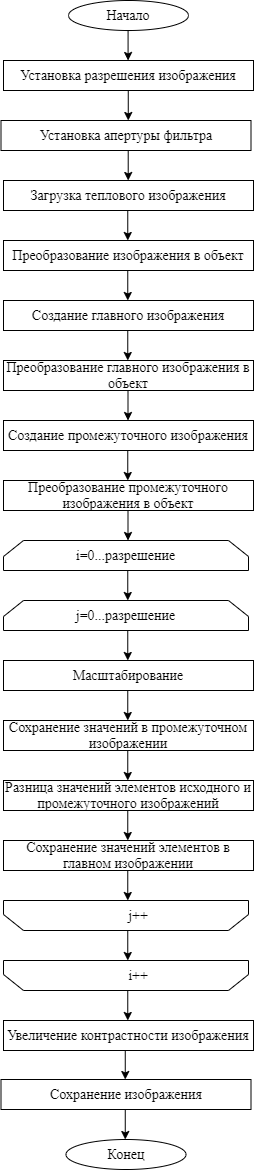 Начало
Установка разрешения изображения
Установка апертуры фильтра
Загрузка теплового изображения
Преобразование изображения в объект
Создание главного изображения
Преобразование главного изображения в
объект
Создание промежуточного изображения
Преобразование промежуточного
изображения в объект
i=0...разрешение
j=0...разрешение
Масштабирование
Сохранение значений в промежуточном
изображении
Разница значений элементов исходного и
промежуточного изображений
Сохранение значений элементов в
главном изображении
j++
i++
Увеличение контрастности изображения
Сохранение изображения
Конец